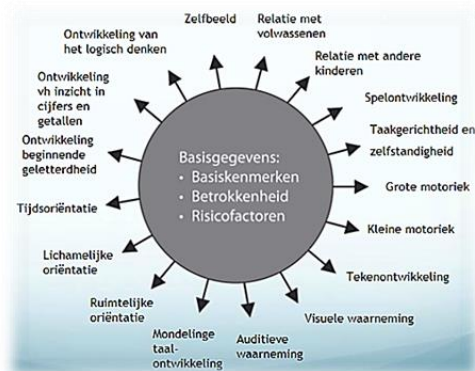 Zelfbeeld
Relatie met
volwassenen
Relatie met andere
kinderen
Spelontwikkeling
Taakgerichtheid en
zelfstandigheid
Grote motoriek
Kleine motoriek
Tekenontwikkeling
Visuele waarneming
Auditieve
waarneming
Mondelinge
taal-
ontwikkeling
Ruimtelijke
oriëntatie
Lichamelijke
oriëntatie
Tijdsoriëntatie
Ontwikkeling
beginnende
geletterdheid
Ontwikkeling
vh inzicht in
cijfers en
getallen
Ontwikkeling van
het logisch denken
Basisgegevens:
• Basiskenmerken
• Betrokkenheid
• Risicofactoren